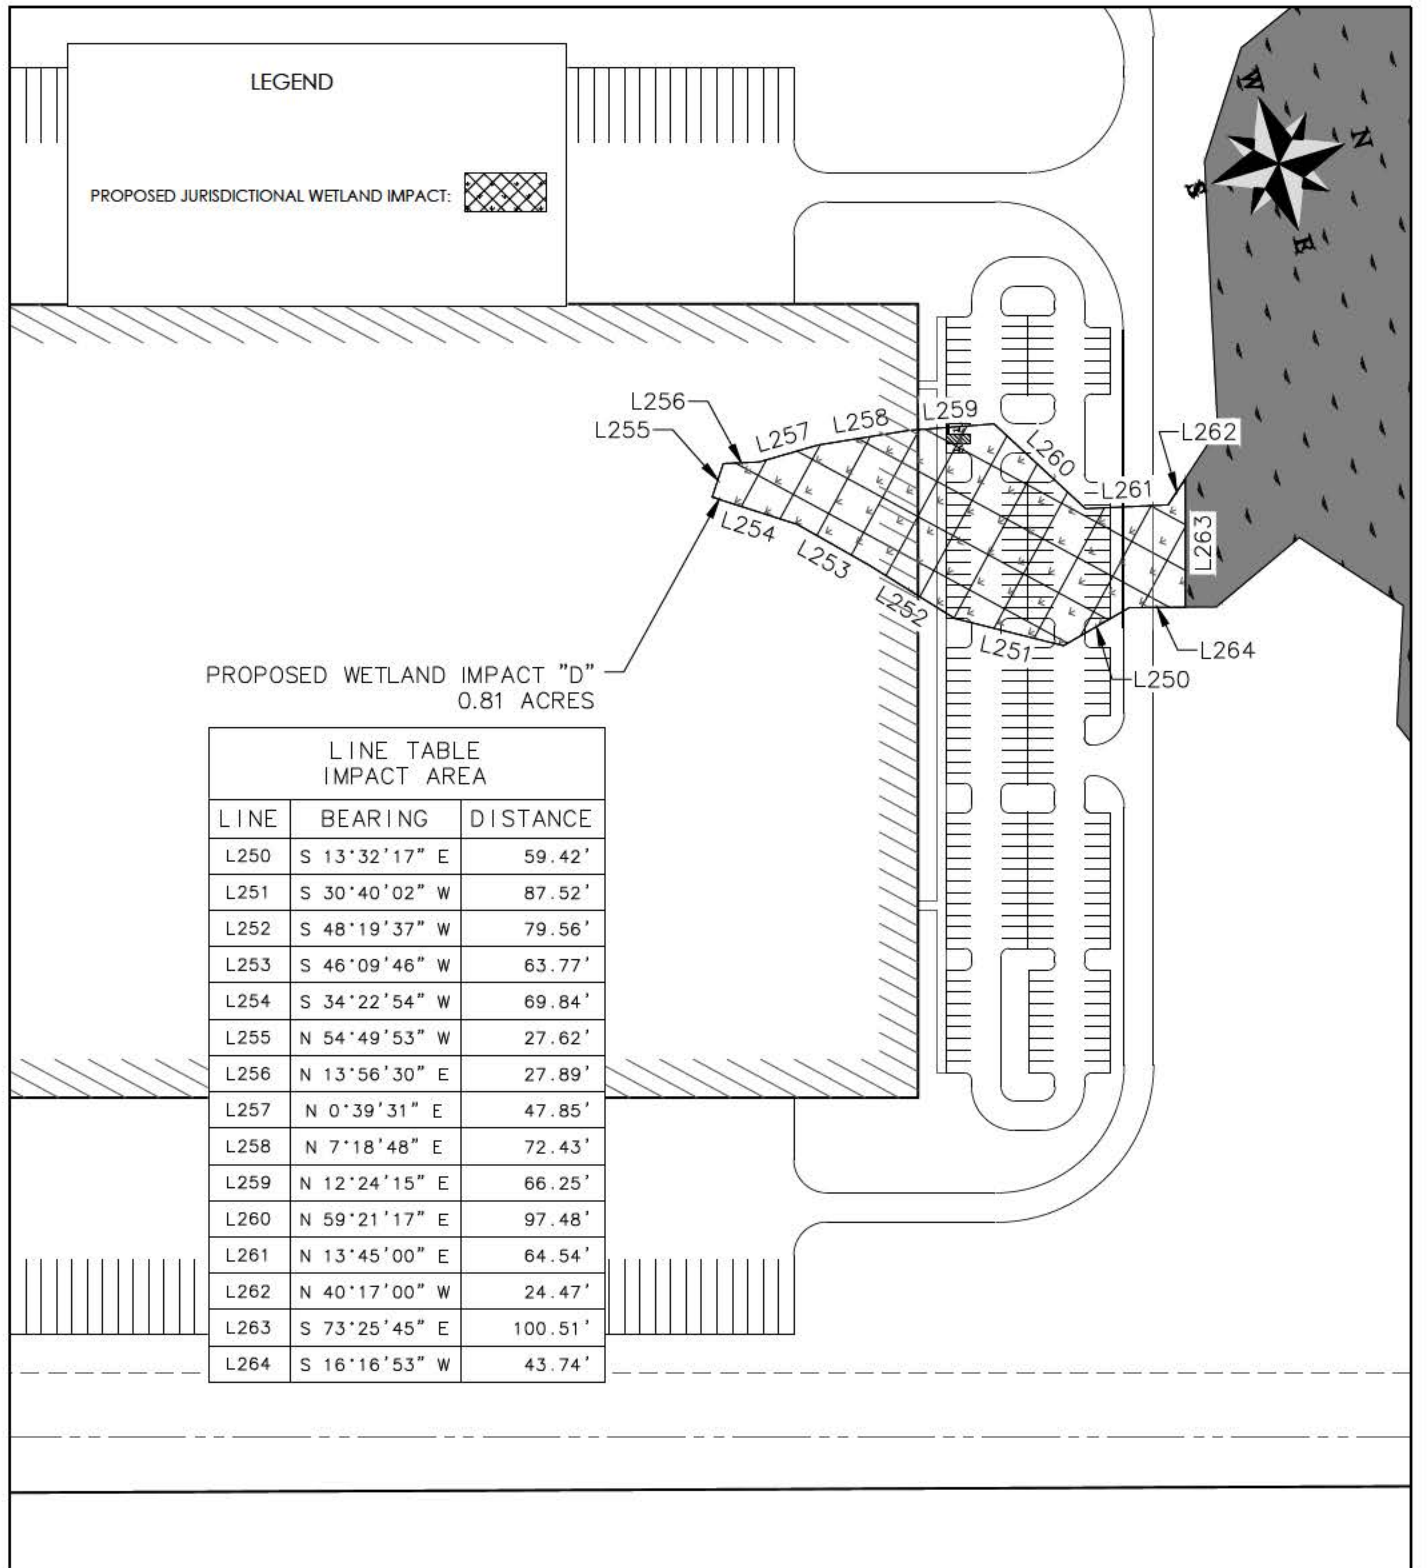 LEGEND
PROPOSED JURISDICTIONAL WETLAND IMPACT:
W
N
S
E
L256
L255
L257
L258
L259
L260
L262
L261
L263
L254
L253
L252
L251
L264
L250
PROPOSED WETLAND IMPACT "D"
0.81 ACRES
LINE TABLE
IMPACT AREA
LINE BEARING DISTANCE
L250 S 13°32'17" E 59.42'
L251 S 30°40'02" W 87.52'
L252 S 48°19'37" W 79.56'
L253 S 46°09'46" W 63.77'
L254 S 34°22'54" W 69.84'
L255 N 54°49'53" W 27.62'
L256 N 13°56'30" E 27.89'
L257 N 0°39'31" E 47.85'
L258 N 7°18'48" E 72.43'
L259 N 12°24'15" E 66.25'
L260 N 59°21'17" E 97.48'
L261 N 13°45'00" E 64.54'
L262 N 40°17'00" W 24.47'
L263 S 73°25'45" E 100.51'
L264 S 16°16'53" W 43.74'